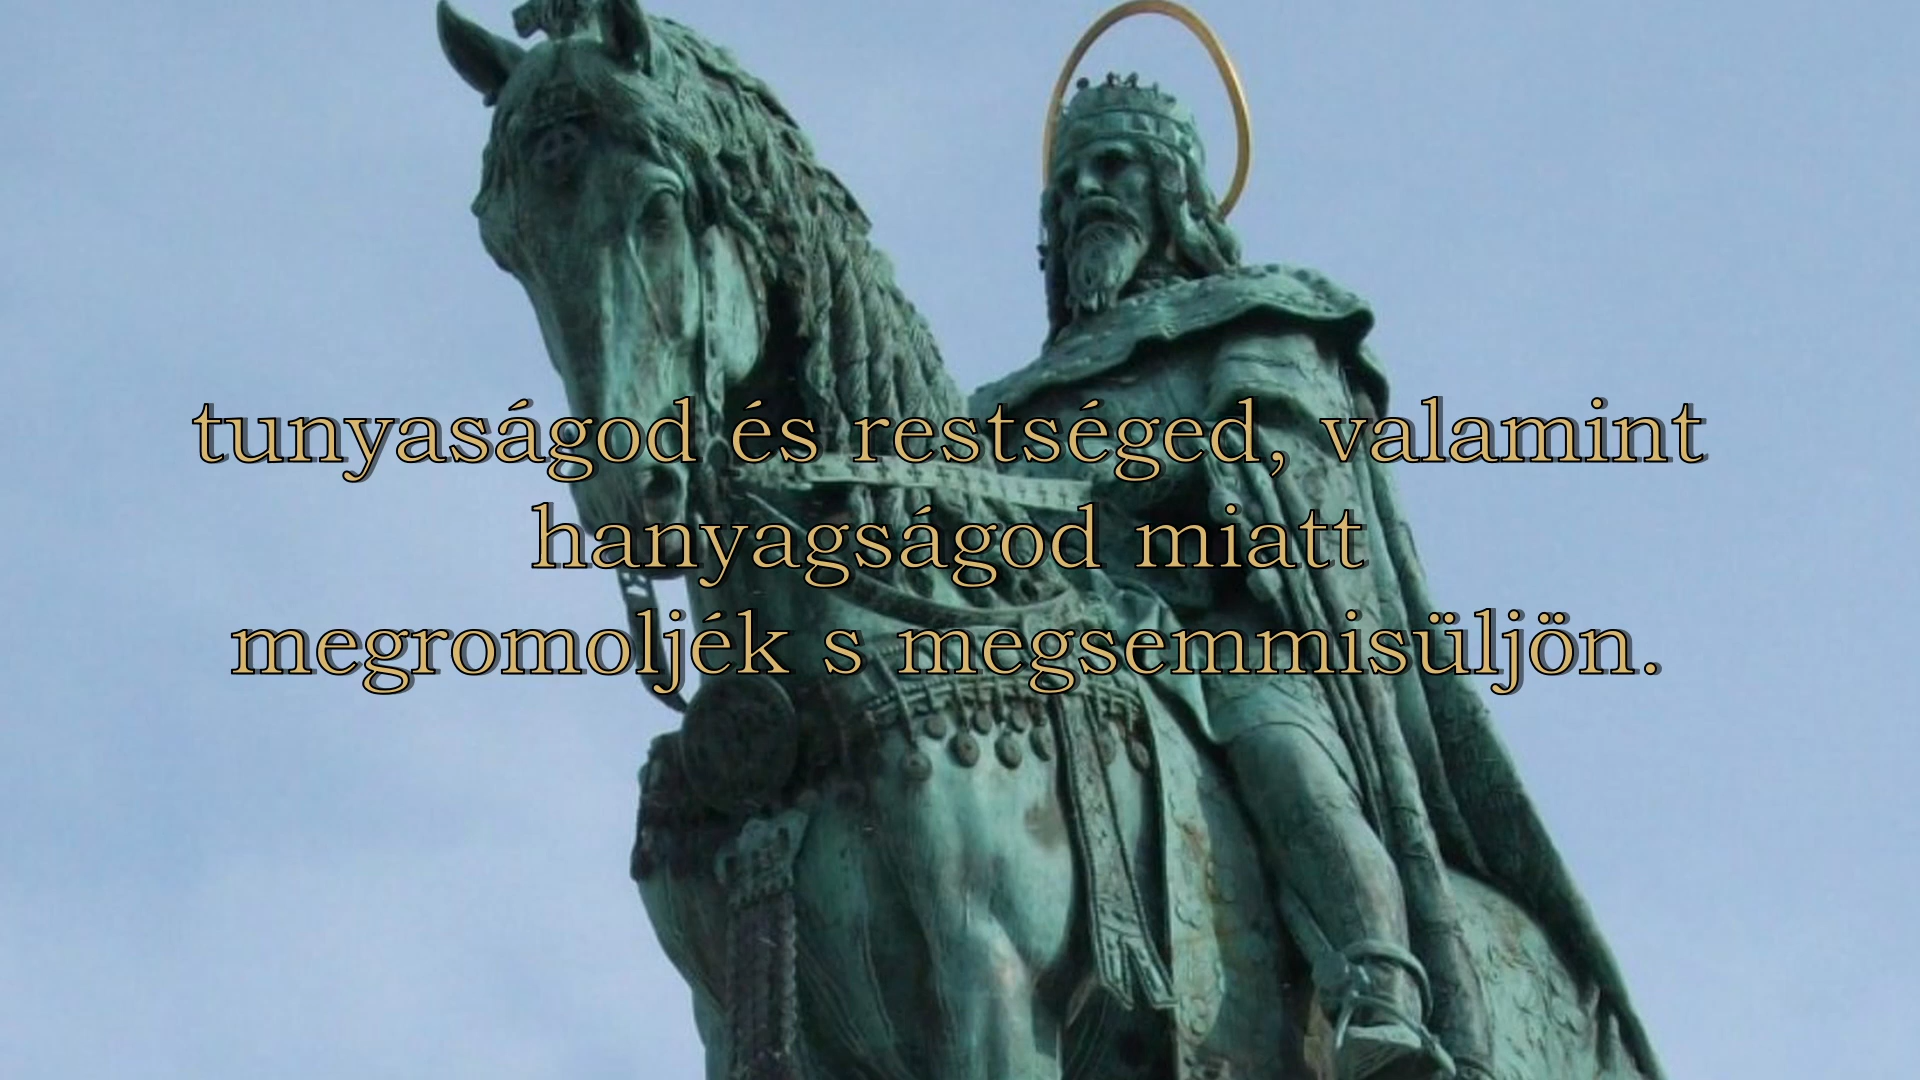 tunyaságod és restséged, valamint
hanyagságod miatt
megromoljék s megsemmisüljön.